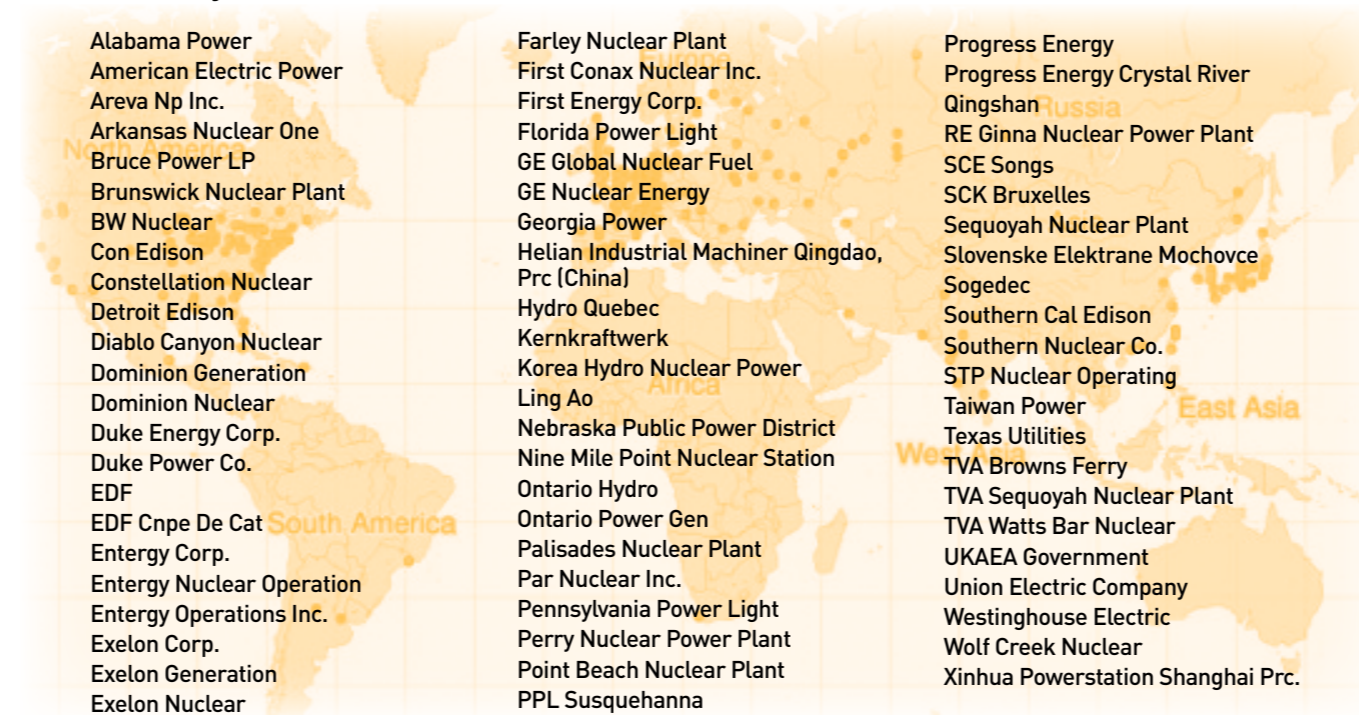 Alabama Power
American Electric Power
Areva Np Inc.
Arkansas Nuclear One
Bruce Power LP
Brunswick Nuclear Plant
BW Nuclear
Con Edison
Constellation Nuclear
Detroit Edison
Diablo Canyon Nuclear
Dominion Generation
Dominion Nuclear
Duke Energy Corp.
Duke Power Co.
EDF
EDF Cnpe De Cat
Entergy Corp.
Entergy Nuclear Operation
Entergy Operations Inc.
Exelon Corp.
Exelon Generation
Exelon Nuclear
Farley Nuclear Plant
First Conax Nuclear Inc.
First Energy Corp.
Florida Power Light
GE Global Nuclear Fuel
GE Nuclear Energy
Georgia Power
Helian Industrial Machiner Qingdao,
Prc (China)
Hydro Quebec
Kernkraftwerk
Korea Hydro Nuclear Power
Ling Ao
Nebraska Public Power District
Nine Mile Point Nuclear Station
Ontario Hydro
Ontario Power Gen
Palisades Nuclear Plant
Par Nuclear Inc.
Pennsylvania Power Light
Perry Nuclear Power Plant
Point Beach Nuclear Plant
PPL Susquehanna
Progress Energy
Progress Energy Crystal River
Qingshan
RE Ginna Nuclear Power Plant
SCE Songs
SCK Bruxelles
Sequoyah Nuclear Plant
Slovenske Elektrane Mochovce
Sogedec
Southern Cal Edison
Southern Nuclear Co.
STP Nuclear Operating
Taiwan Power
Texas Utilities
TVA Browns Ferry
TVA Sequoyah Nuclear Plant
TVA Watts Bar Nuclear
UKAEA Government
Union Electric Company
Westinghouse Electric
Wolf Creek Nuclear
Xinhua Powerstation Shanghai Prc.
North America
South America
Europe
Africa
Russia
West Asia
East Asia